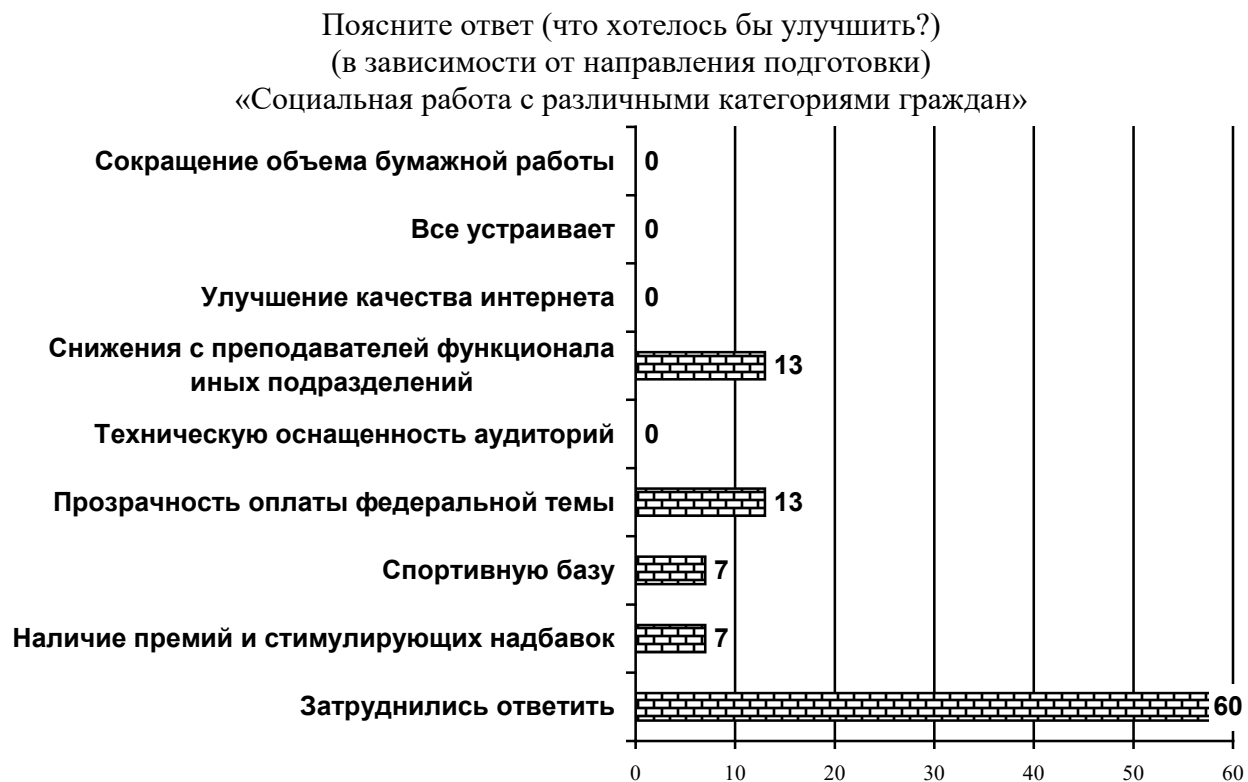 Поясните ответ (что хотелось бы улучшить?)
(в зависимости от направления подготовки)
«Социальная работа с различными категориями граждан»
Сокращение объема бумажной работы 0
Все устраивает 0
Улучшение качества интернета 0
Снижения с преподавателей функционала
иных подразделений 13
Техническую оснащенность аудиторий 0
Прозрачность оплаты федеральной темы 13
Спортивную базу 7
Наличие премий и стимулирующих надбавок 7
Затруднились ответить 60
0 10 20 30 40 50 60